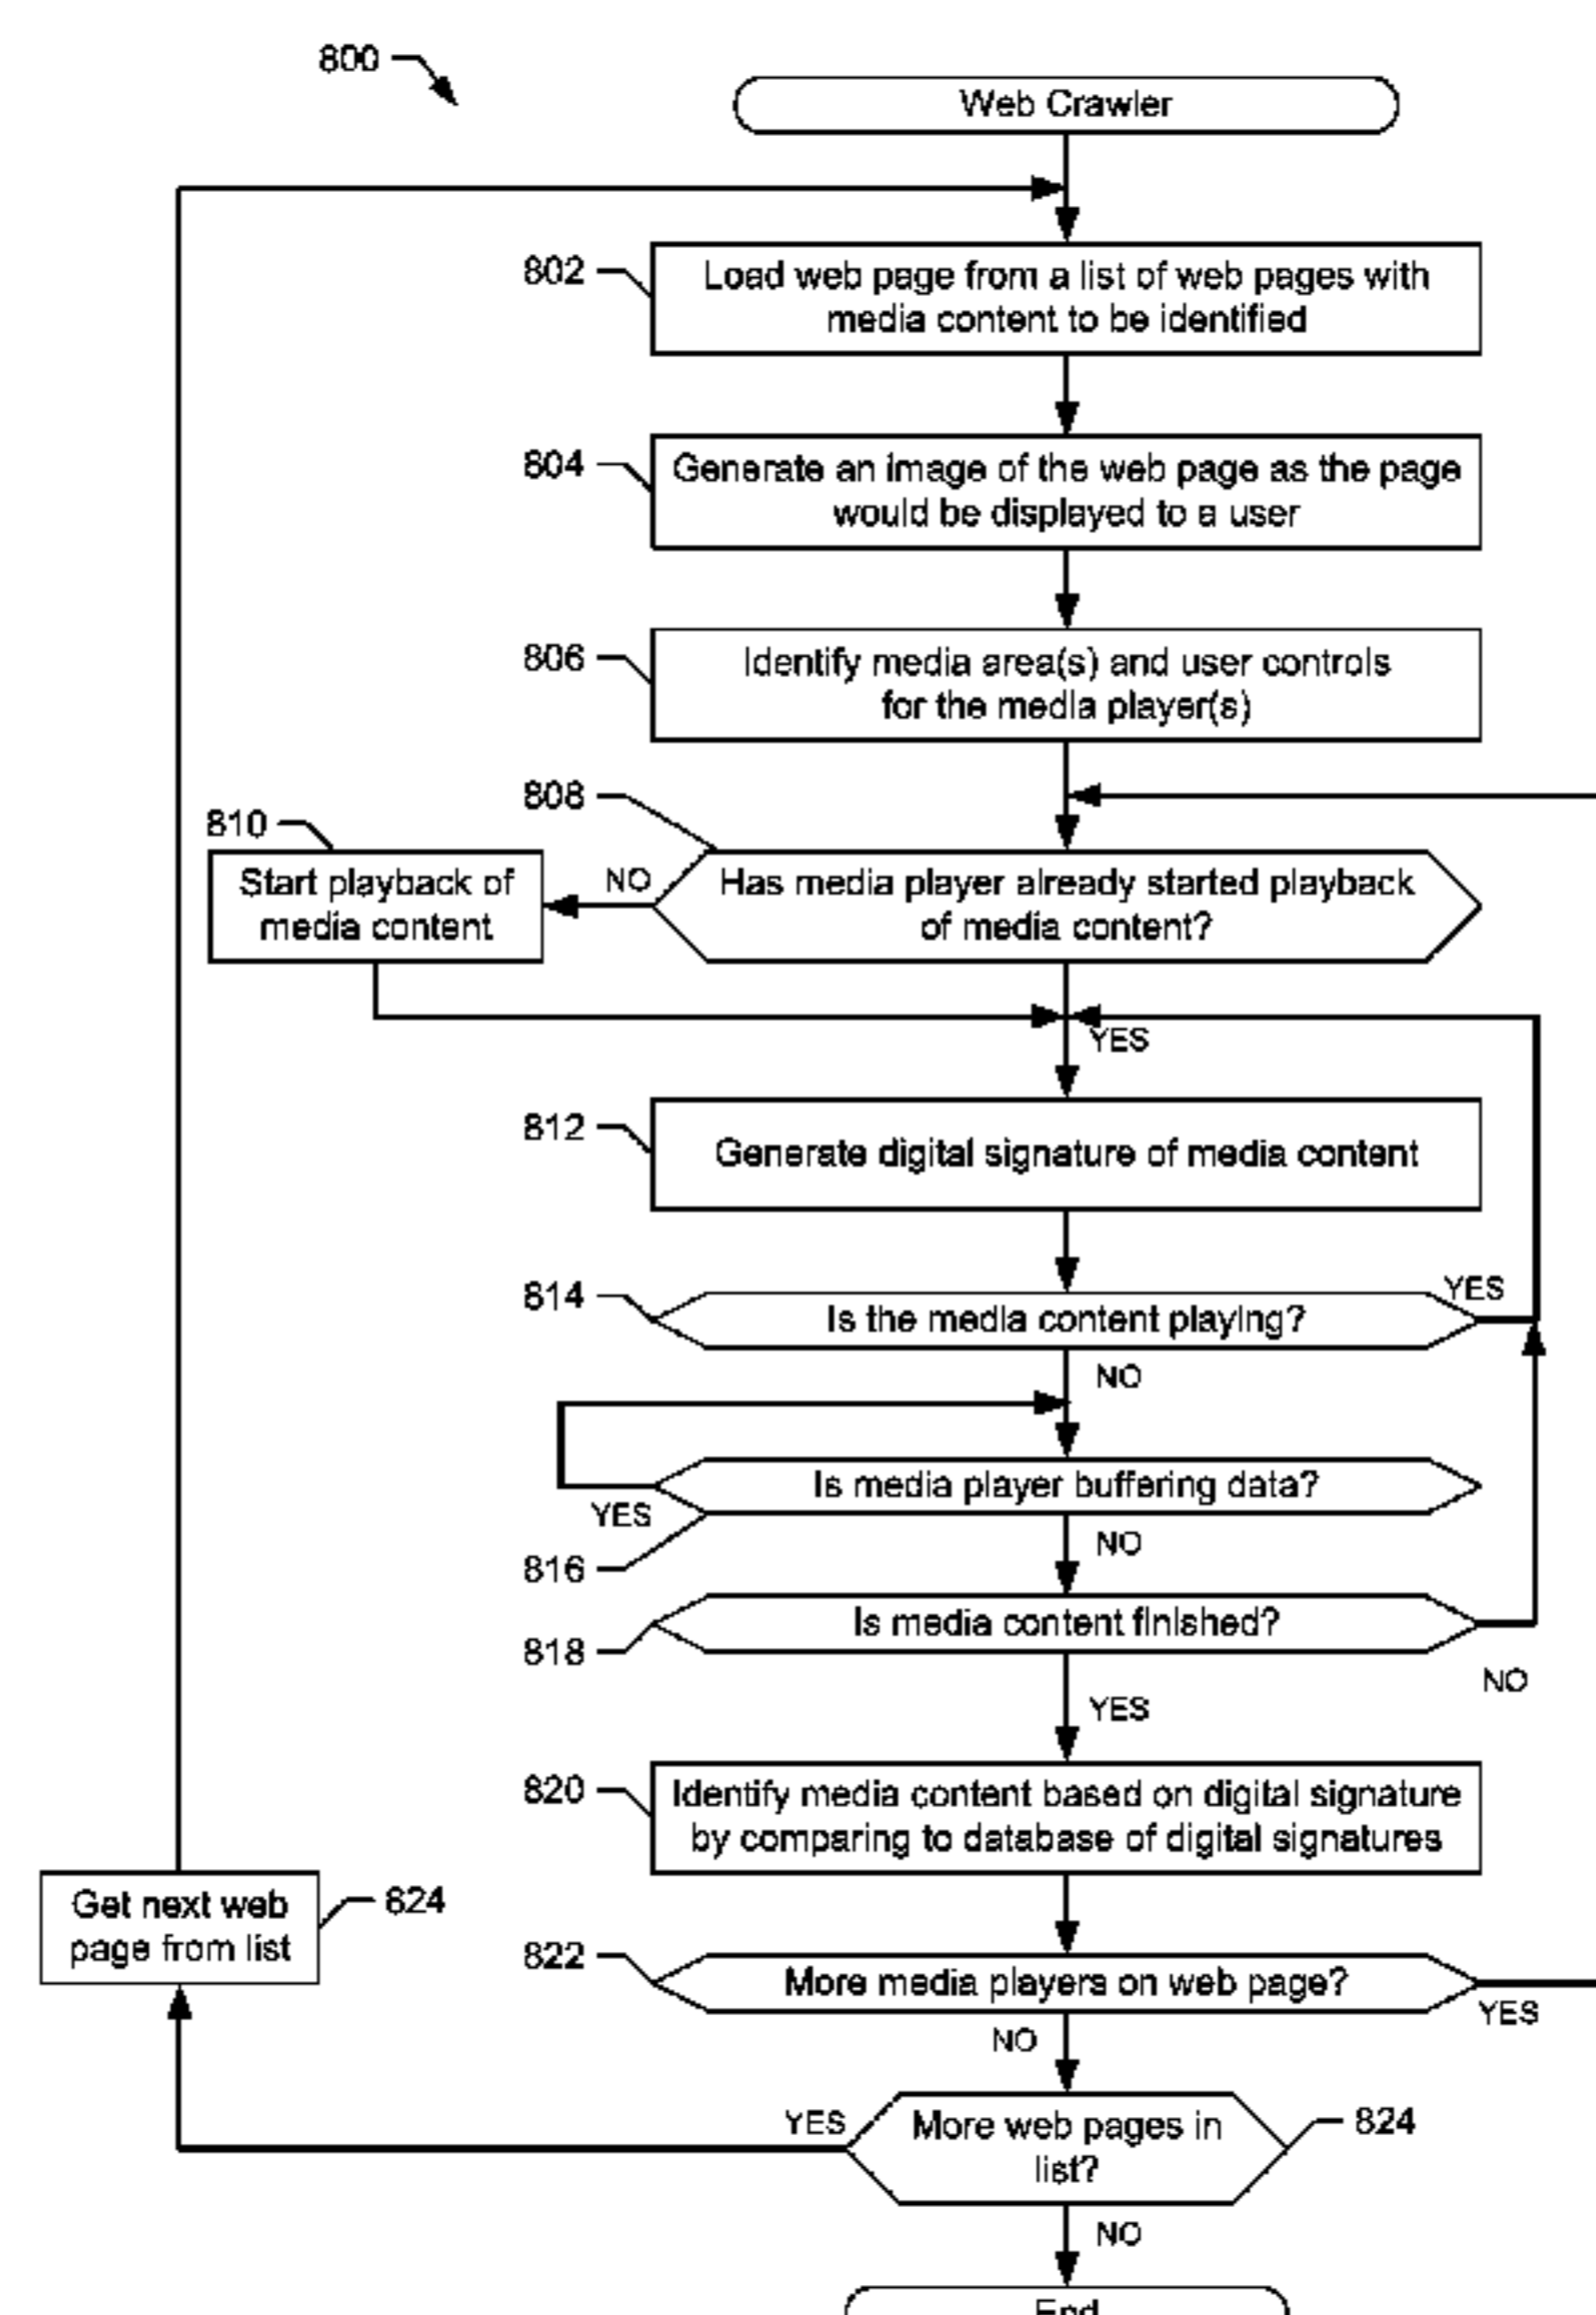 800
Web Crawler
802
Load web page from a list of web pages with
media content to be identified
804
Generate an image of the web page as the page
would be displayed to a user
806
Identify media area(s) and user controls
for the media player(s)
808
810
Start playback of
media content
NO
Has media player already started playback
of media content?
YES
812
Generate digital signature of media content
814
Is the media content playing?
YES
NO
Is media player buffering data?
YES
NO
816
Is media content finished?
818
NO
YES
820
Identify media content based on digital signature
by comparing to database of digital signatures
Get next web
page from list
824
822
More media players on web page?
YES
NO
YES
More web pages in
list?
824
NO
End